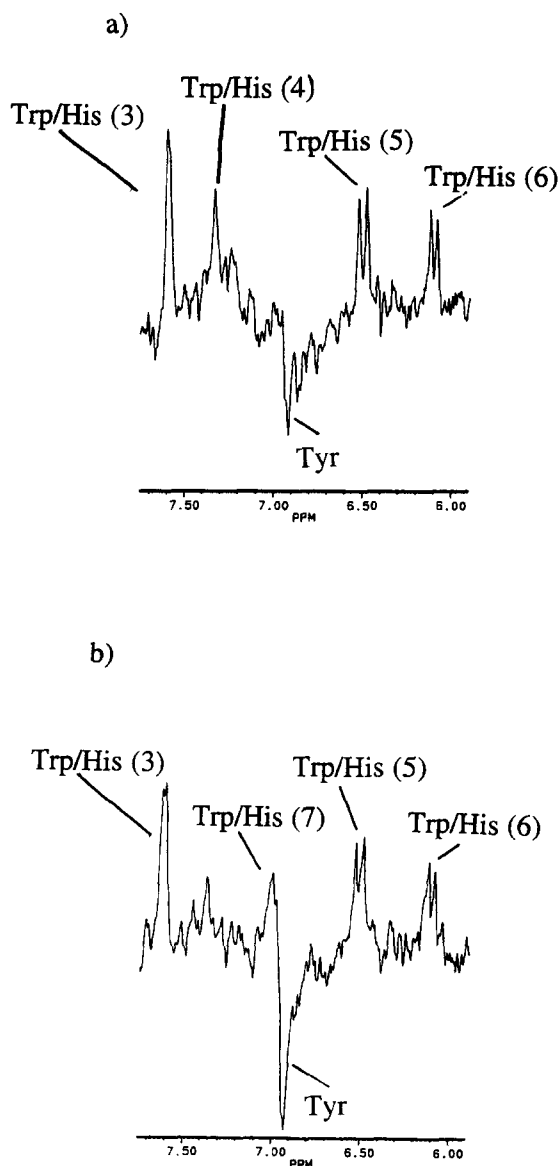 a)
Trp/His (4)
Trp/His (3)
Trp/His (5)
Trp/His (6)
Tyr
7.50 7.00 6.50 6.00
PPM
b)
Trp/His (3)
Trp/His (5)
Trp/His (7)
Trp/His (6)
Tyr
7.50 7.00 6.50 6.00
PPM